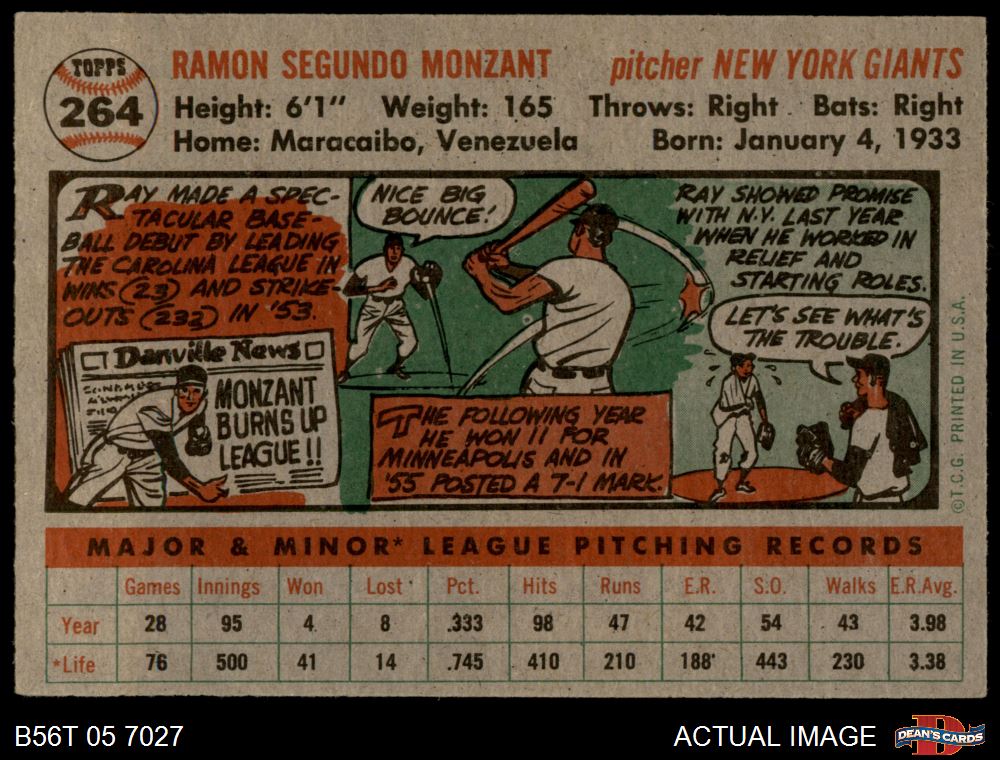 TOPPS
264
RAMON SEGUNDO MONZANT
pitcher NEW YORK GIANTS
Height: 6'1" Weight: 165 Throws: Right Bats: Right
Home: Maracaibo, Venezuela Born: January 4, 1933
RAY MADE A SPEC-
TACULAR BASE-
BALL DEBUT BY LEADING
THE CAROLINA LEAGUE IN
WINS (23) AND STRIKE-
OUTS (232) IN '53.
Danville News
MONZANT
BURNS UP
LEAGUE!!
NICE BIG
BOUNCE!
THE FOLLOWING YEAR
HE WON 11 FOR
MINNEAPOLIS AND IN
'55 POSTED A 7-1 MARK.
RAY SHOWED PROMISE
WITH N.Y. LAST YEAR
WHEN HE WORKED IN
RELIEF AND
STARTING ROLES.
LET'S SEE WHAT'S
THE TROUBLE.
©T.C.G. PRINTED IN U.S.A.
MAJOR & MINOR* LEAGUE PITCHING RECORDS
Games Innings Won Lost Pct. Hits Runs E.R. S.O. Walks E.R.Avg.
Year 28 95 4 8 .333 98 47 42 54 43 3.98
*Life 76 500 41 14 .745 410 210 188 443 230 3.38
B56T 05 7027
ACTUAL IMAGE
D
DEAN'S CARDS